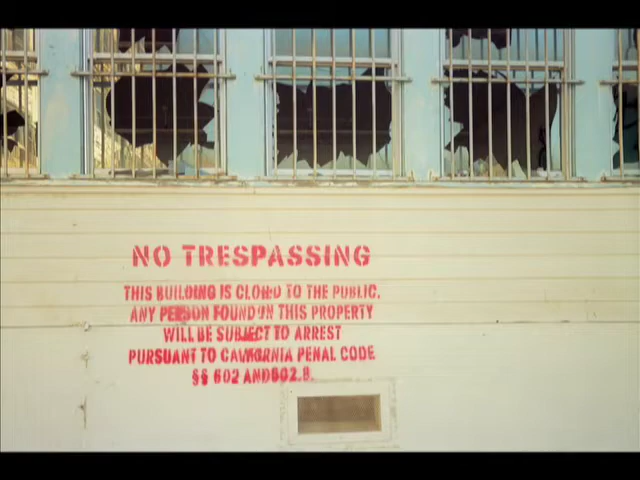 NO TRESPASSING
THIS BUILDING IS CLOSED TO THE PUBLIC.
ANY PERSON FOUND ON THIS PROPERTY
WILL BE SUBJECT TO ARREST
PURSUANT TO CALIFORNIA PENAL CODE
§§ 602 AND 602.8.